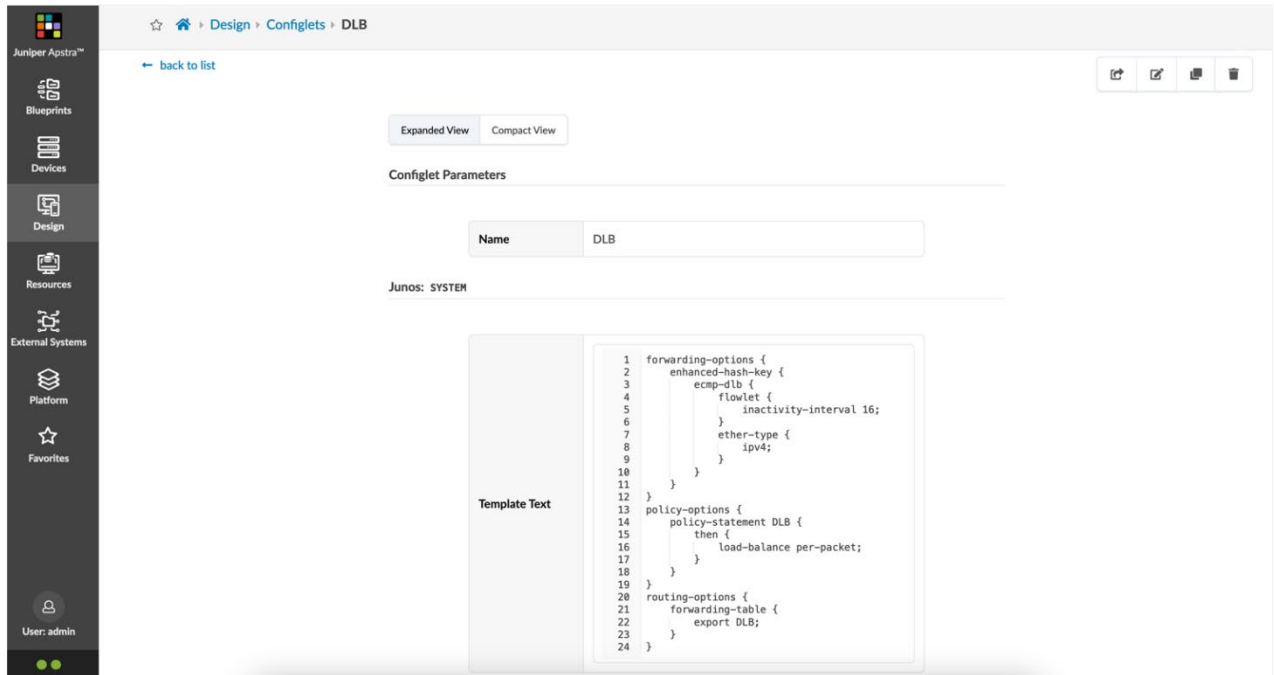 Juniper Apstra™
Blueprints
Devices
Design
Resources
External Systems
Platform
Favorites
User: admin
Design › Configlets › DLB
← back to list
Expanded View Compact View
Configlet Parameters
Name DLB
Junos: SYSTEM
Template Text
1 forwarding-options {
2     enhanced-hash-key {
3         ecmp-dlb {
4             flowlet {
5                 inactivity-interval 16;
6             }
7             ether-type {
8                 ipv4;
9             }
10         }
11     }
12 }
13 policy-options {
14     policy-statement DLB {
15         then {
16             load-balance per-packet;
17         }
18     }
19 }
20 routing-options {
21     forwarding-table {
22         export DLB;
23     }
24 }